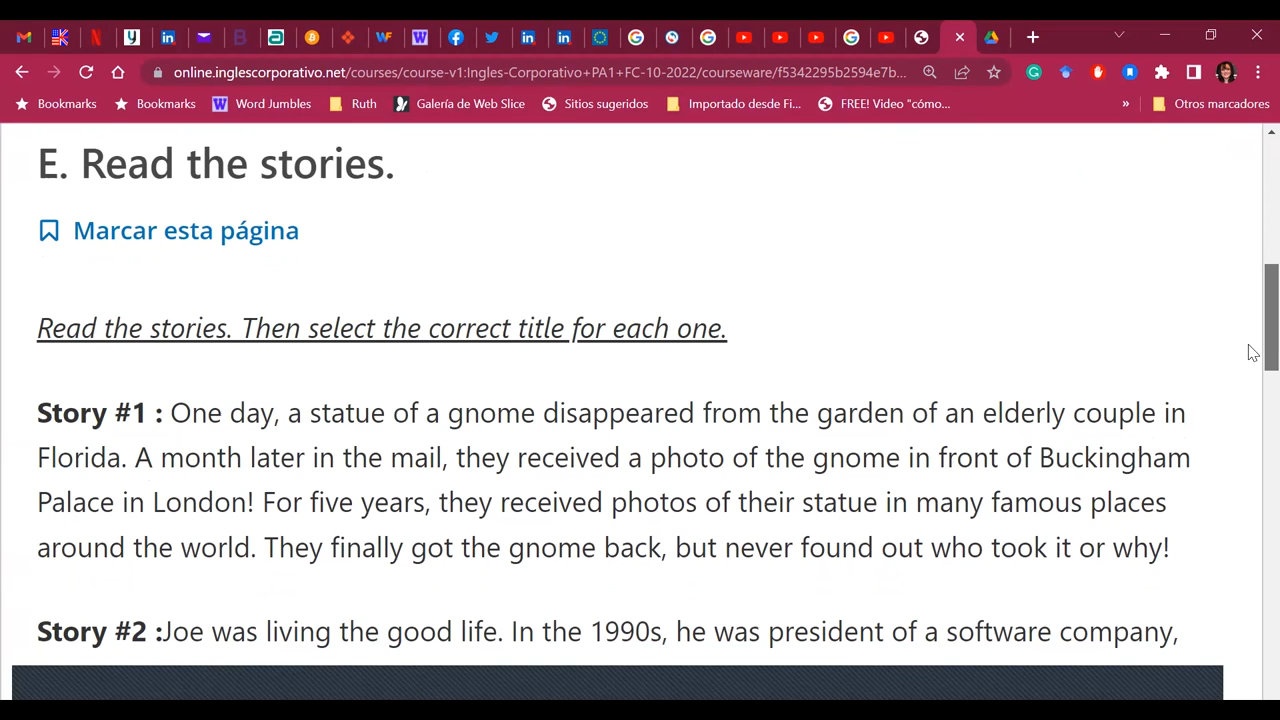 online.inglescorporativo.net/courses/course-v1:Ingles-Corporativo+PA1+FC-10-2022/courseware/f5342295b2594e7b...
Bookmarks Bookmarks Word Jumbles Ruth Galería de Web Slice Sitios sugeridos Importado desde Fi... FREE! Video "cómo... » Otros marcadores
E. Read the stories.
Marcar esta página
Read the stories. Then select the correct title for each one.
Story #1 : One day, a statue of a gnome disappeared from the garden of an elderly couple in
Florida. A month later in the mail, they received a photo of the gnome in front of Buckingham
Palace in London! For five years, they received photos of their statue in many famous places
around the world. They finally got the gnome back, but never found out who took it or why!
Story #2 :Joe was living the good life. In the 1990s, he was president of a software company,